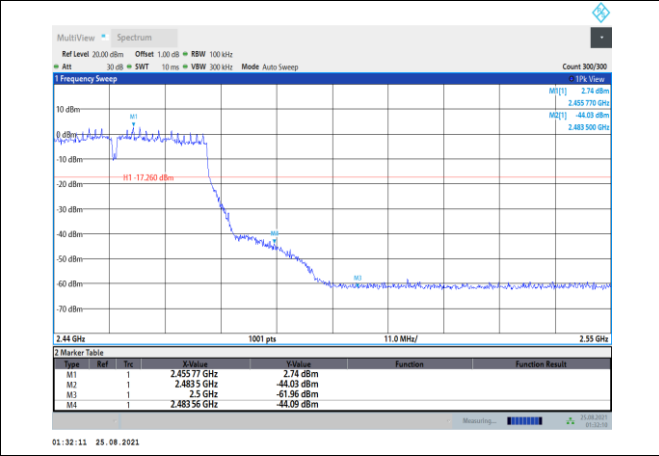 MultiView Spectrum
Ref Level 20.00 dBm Offset 1.00 dB RBW 100 kHz
Att 30 dB SWT 10 ms VBW 300 kHz Mode Auto Sweep Count 300/300
1 Frequency Sweep 1Pk View
M1[1] 2.74 dBm
2.455 770 GHz
M2[1] -44.03 dBm
2.483 500 GHz
10 dBm
M1
0 dBm
-10 dBm
H1 -17.260 dBm
-20 dBm
-30 dBm
-40 dBm
-50 dBm
M3
-60 dBm
-70 dBm
2.44 GHz 1001 pts 11.0 MHz/ 2.55 GHz
2 Marker Table
Type Ref Trc X-Value Y-Value Function Function Result
M1 1 2.455 77 GHz 2.74 dBm
M2 1 2.483 5 GHz -44.03 dBm
M3 1 2.5 GHz -61.96 dBm
M4 1 2.483 56 GHz -44.09 dBm
Measuring... 25.08.2021
01:32:10
01:32:11 25.08.2021